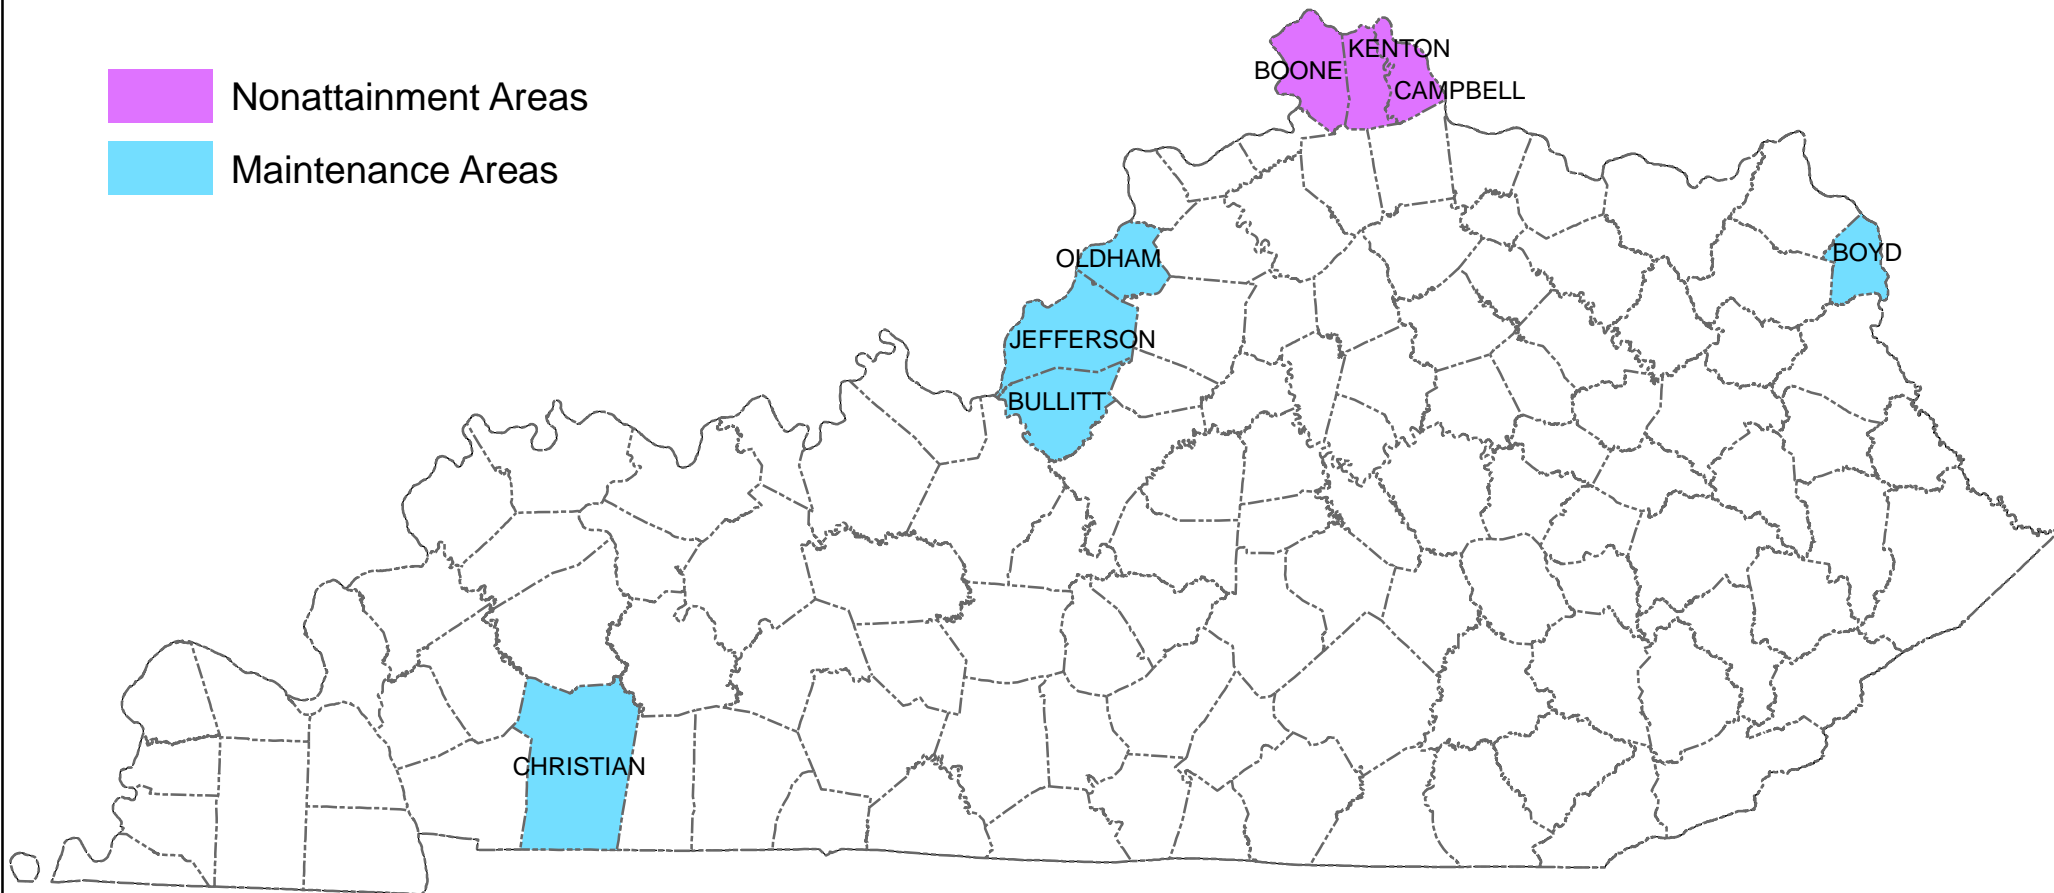 Nonattainment Areas
Maintenance Areas
KENTON
BOONE
CAMPBELL
OLDHAM
BOYD
JEFFERSON
BULLITT
CHRISTIAN